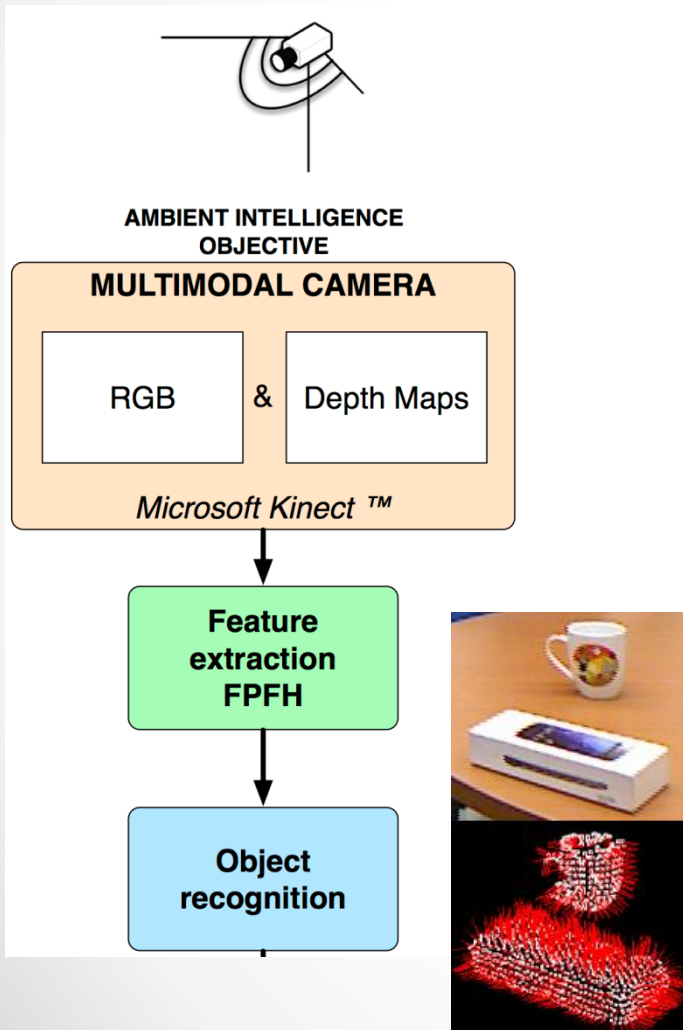 AMBIENT INTELLIGENCE
OBJECTIVE
MULTIMODAL CAMERA
RGB
&
Depth Maps
Microsoft Kinect ™
Feature
extraction
FPFH
Object
recognition